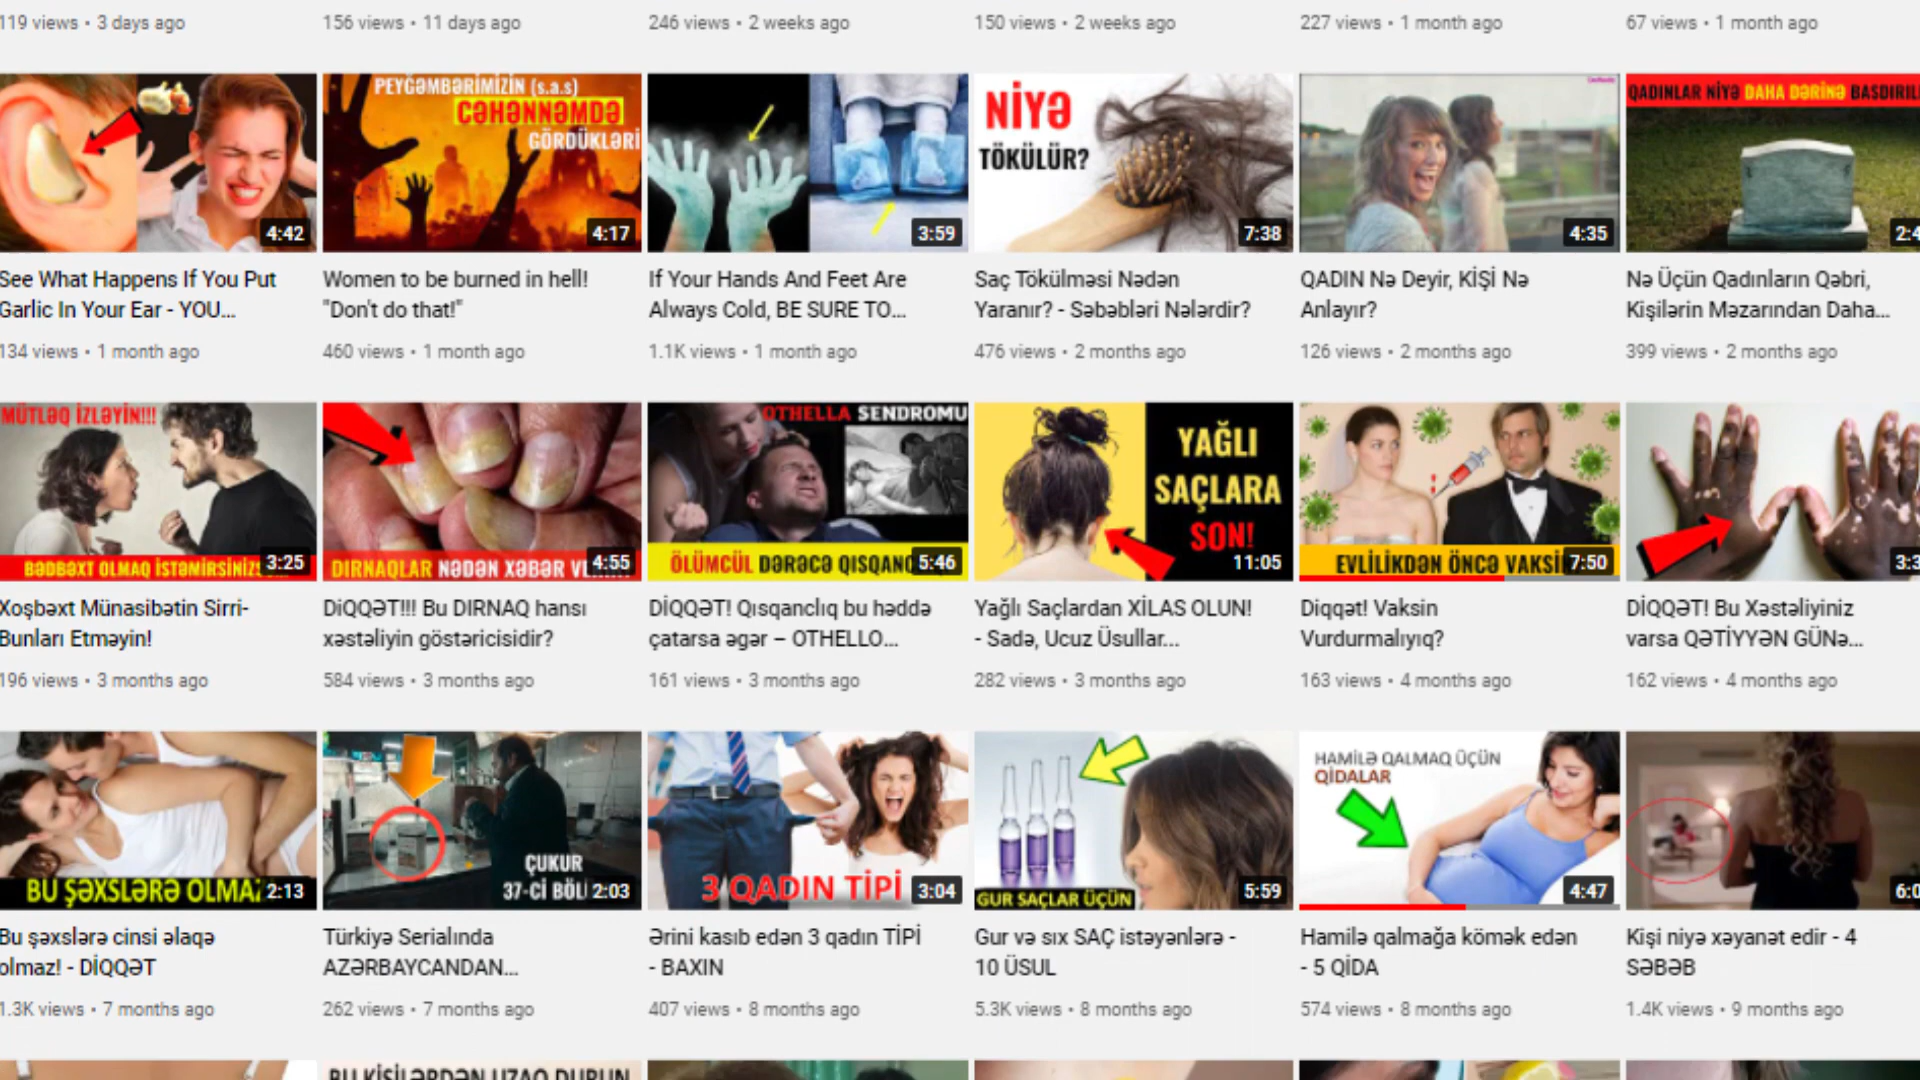 119 views • 3 days ago
156 views • 11 days ago
246 views • 2 weeks ago
150 views • 2 weeks ago
227 views • 1 month ago
67 views • 1 month ago
4:42
PEYĞƏMBƏRİMİZİN (s.a.s)
CƏHƏNNƏMDƏ
GÖRDÜKLƏRİ
4:17
3:59
NİYƏ
TÖKÜLÜR?
7:38
4:35
QADINLAR NİYƏ DAHA DƏRİNƏ
See What Happens If You Put
Garlic In Your Ear - YOU...
134 views • 1 month ago
Women to be burned in hell!
"Don't do that!"
460 views • 1 month ago
If Your Hands And Feet Are
Always Cold, BE SURE TO...
1.1K views • 1 month ago
Saç Tökülməsi Nədən
Yaranır? - Səbəbləri Nələrdir?
476 views • 2 months ago
QADIN Nə Deyir, KİŞİ Nə
Anlayır?
126 views • 2 months ago
Nə Üçün Qadınların Qəbri,
Kişilərin Məzarından Daha...
399 views • 2 months ago
MÜTLƏQ İZLƏYİN!!!
BƏDBƏXT OLMAQ
3:25
DIRNAQLAR NƏDƏN XƏBƏR
4:55
OTHELLA SENDROMU
ÖLÜMCÜL DƏRƏCƏ
5:46
YAĞLI
SAÇLARA
SON!
11:05
EVLİLİKDƏN ÖNCƏ
7:50
Xoşbəxt Münasibətin Sirri-
Bunları Etməyin!
196 views • 3 months ago
DiQQƏT!!! Bu DIRNAQ hansı
xəstəliyin göstəricisidir?
584 views • 3 months ago
DİQQƏT! Qısqanclıq bu həddə
çatarsa əgər – OTHELLO...
161 views • 3 months ago
Yağlı Saçlardan XİLAS OLUN!
- Sadə, Ucuz Üsullar...
282 views • 3 months ago
Diqqət! Vaksin
Vurdurmalıyıq?
163 views • 4 months ago
DİQQƏT! Bu Xəstəliyiniz
varsa QƏTİYYƏN GÜNə...
162 views • 4 months ago
BU ŞƏXSLƏRƏ
2:13
ÇUKUR
37-Cİ
2:03
3 QADIN TİPİ
3:04
GUR SAÇLAR ÜÇÜN
5:59
HAMİLƏ QALMAQ ÜÇÜN
QİDALAR
4:47
Bu şəxslərə cinsi əlaqə
olmaz! - DİQQƏT
1.3K views • 7 months ago
Türkiyə Serialında
AZƏRBAYCANDAN...
262 views • 7 months ago
Ərini kasıb edən 3 qadın TİPİ
- BAXIN
407 views • 8 months ago
Gur və sıx SAÇ istəyənlərə -
10 ÜSUL
5.3K views • 8 months ago
Hamilə qalmağa kömək edən
- 5 QİDA
574 views • 8 months ago
Kişi niyə xəyanət edir - 4
SƏBƏB
1.4K views • 9 months ago
BU KİŞİLƏRDƏN UZAQ DURUN